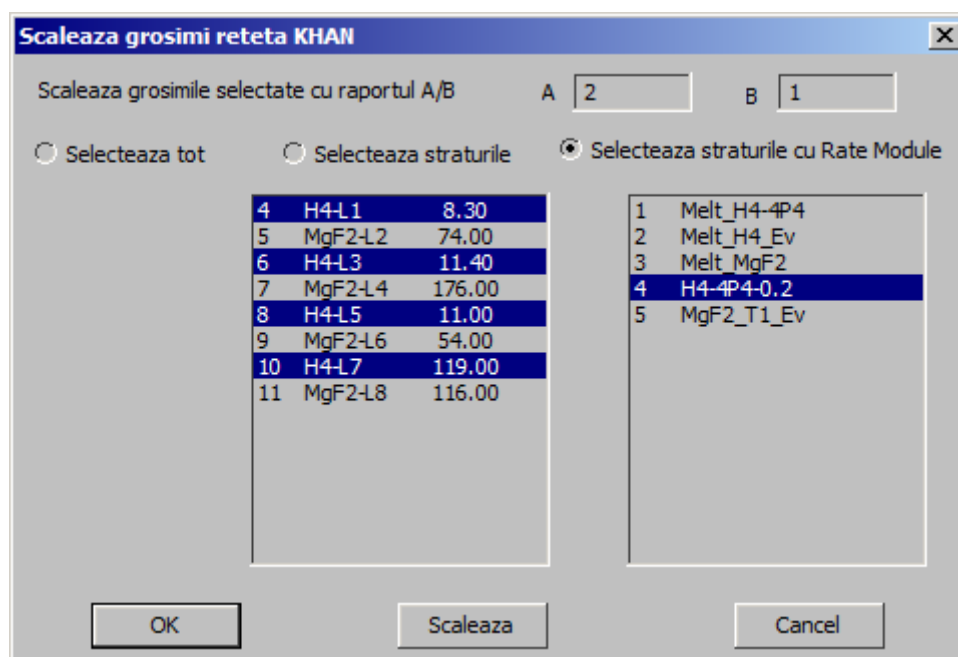 Scaleaza grosimi reteta KHAN
Scaleaza grosimile selectate cu raportul A/B A 2 B 1
Selecteaza tot Selecteaza straturile Selecteaza straturile cu Rate Module
4 H4-L1 8.30
5 MgF2-L2 74.00
6 H4-L3 11.40
7 MgF2-L4 176.00
8 H4-L5 11.00
9 MgF2-L6 54.00
10 H4-L7 119.00
11 MgF2-L8 116.00
1 Melt_H4-4P4
2 Melt_H4_Ev
3 Melt_MgF2
4 H4-4P4-0.2
5 MgF2_T1_Ev
OK Scaleaza Cancel